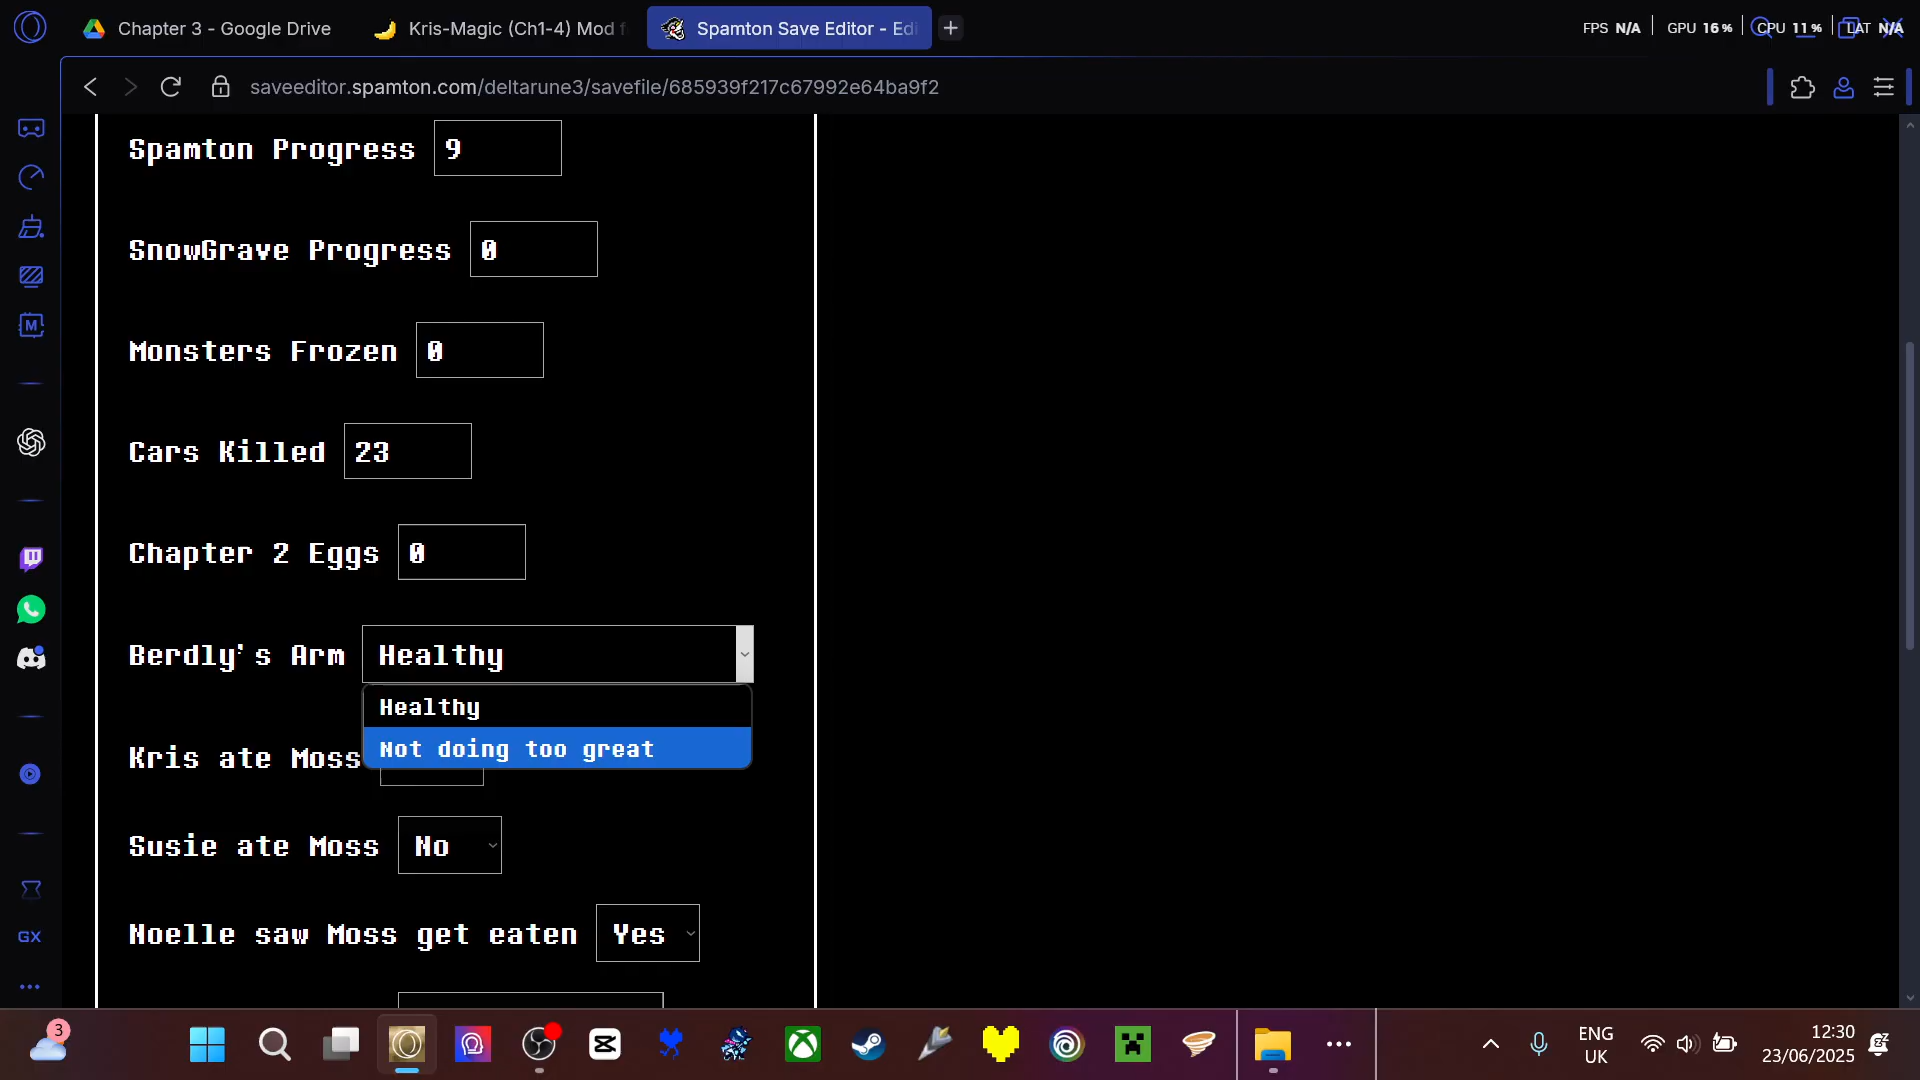 Chapter 3 - Google Drive
Kris-Magic (Ch1-4) Mod f
Spamton Save Editor - Edi
FPS N/A GPU 16 % CPU 11 % LAT N/A
saveeditor.spamton.com/deltarune3/savefile/685939f217c67992e64ba9f2
Spamton Progress 9
SnowGrave Progress 0
Monsters Frozen 0
Cars Killed 23
Chapter 2 Eggs 0
Berdly's Arm Healthy
Healthy
Not doing too great
Kris ate Moss
Susie ate Moss No
Noelle saw Moss get eaten Yes
M
GX
3
ENG
UK
12:30
23/06/2025